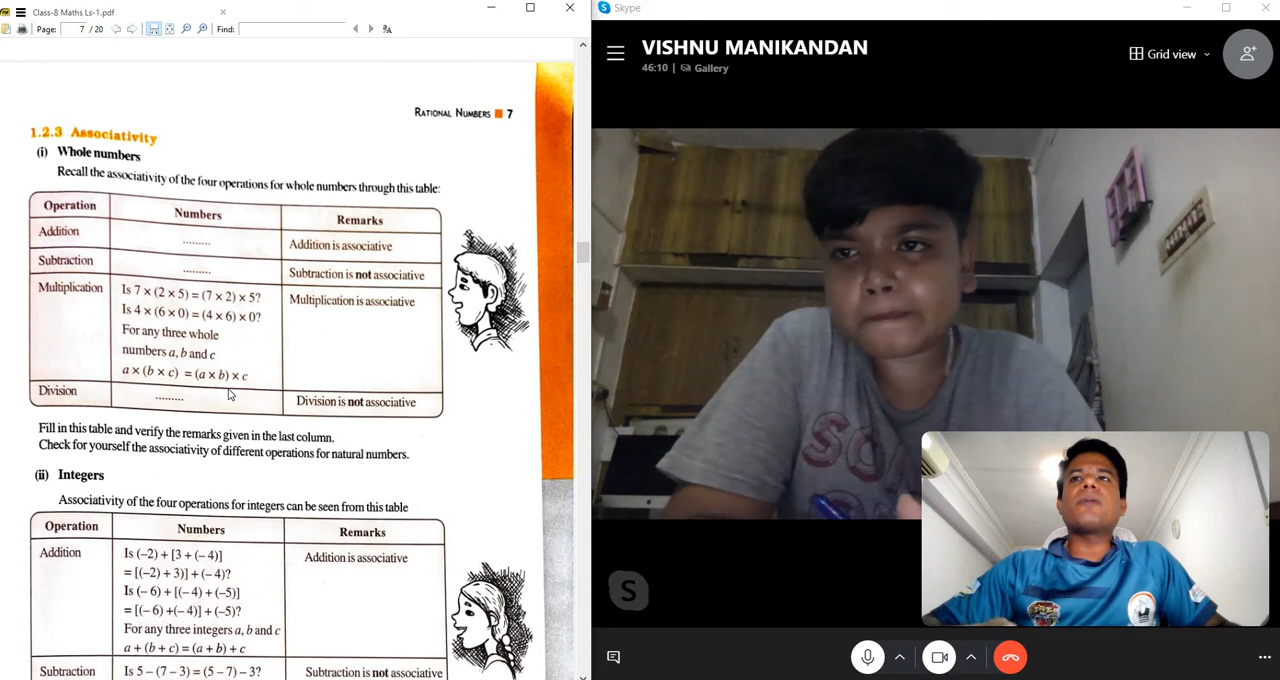 Class-8 Maths Ls-1.pdf
Page: 7 / 20 Find:
RATIONAL NUMBERS 7
1.2.3 Associativity
(i) Whole numbers
Recall the associativity of the four operations for whole numbers through this table:
Operation Numbers Remarks
Addition ......... Addition is associative
Subtraction ......... Subtraction is not associative
Multiplication Is 7 × (2 × 5) = (7 × 2) × 5? Multiplication is associative
Is 4 × (6 × 0) = (4 × 6) × 0?
For any three whole
numbers a, b and c
a × (b × c) = (a × b) × c
Division ......... Division is not associative
Fill in this table and verify the remarks given in the last column.
Check for yourself the associativity of different operations for natural numbers.
(ii) Integers
Associativity of the four operations for integers can be seen from this table
Operation Numbers Remarks
Addition Is (–2) + [3 + (– 4)] Addition is associative
= [(–2) + 3)] + (– 4)?
Is (– 6) + [(– 4) + (–5)]
= [(– 6) +(– 4)] + (–5)?
For any three integers a, b and c
a + (b + c) = (a + b) + c
Subtraction Is 5 – (7 – 3) = (5 – 7) – 3? Subtraction is not associative
Skype
VISHNU MANIKANDAN
46:10 | Gallery
Grid view
S